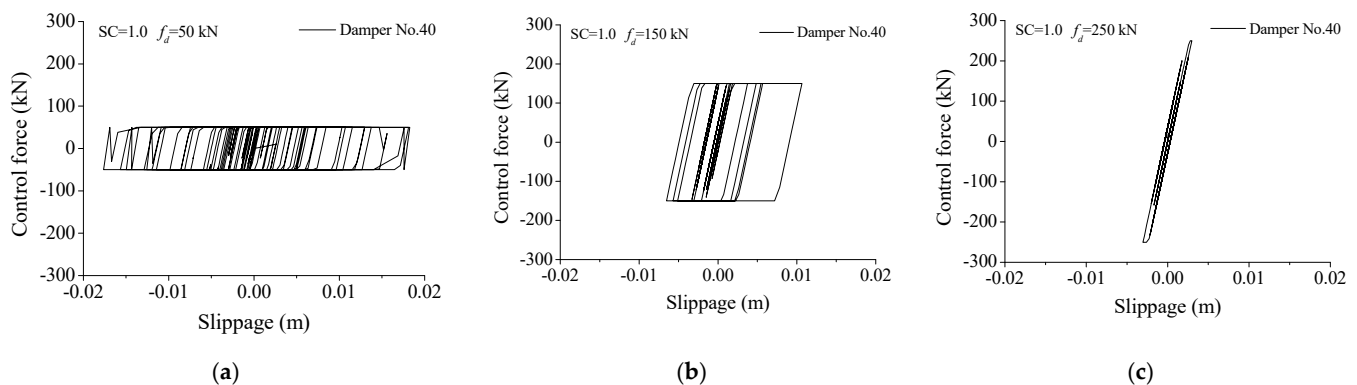 SC=1.0 f_d=50 kN
Damper No.40
Control force (kN)
300
200
100
0
-100
-200
-300
-0.02
-0.01
0.00
0.01
0.02
Slippage (m)
(a)
SC=1.0 f_d=150 kN
Damper No.40
Control force (kN)
300
200
100
0
-100
-200
-300
-0.02
-0.01
0.00
0.01
0.02
Slippage (m)
(b)
SC=1.0 f_d=250 kN
Damper No.40
Control force (kN)
300
200
100
0
-100
-200
-300
-0.02
-0.01
0.00
0.01
0.02
Slippage (m)
(c)